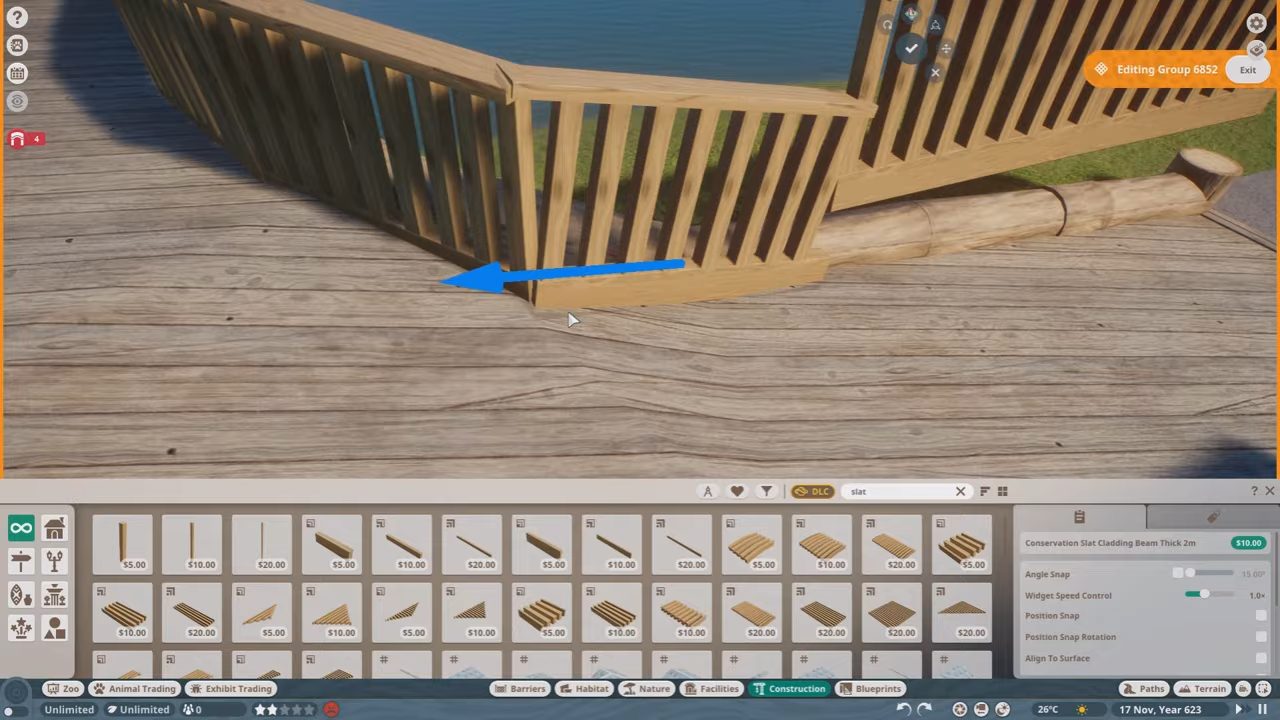 ?
Editing Group 6852 Exit
4
DLC slat ? ×
$5.00 $10.00 $20.00 $5.00 $10.00 $20.00 $5.00 $10.00 $20.00 $5.00 $10.00 $20.00 $5.00
$10.00 $20.00 $5.00 $10.00 $5.00 $10.00 $5.00 $10.00 $10.00 $20.00 $20.00 $20.00 $20.00
Conservation Slat Cladding Beam Thick 2m $10.00
Angle Snap 15.00°
Widget Speed Control 1.0×
Position Snap
Position Snap Rotation
Align To Surface
Zoo Animal Trading Exhibit Trading Barriers Habitat Nature Facilities Construction Blueprints Paths Terrain
Unlimited Unlimited 0 26°C 17 Nov, Year 623